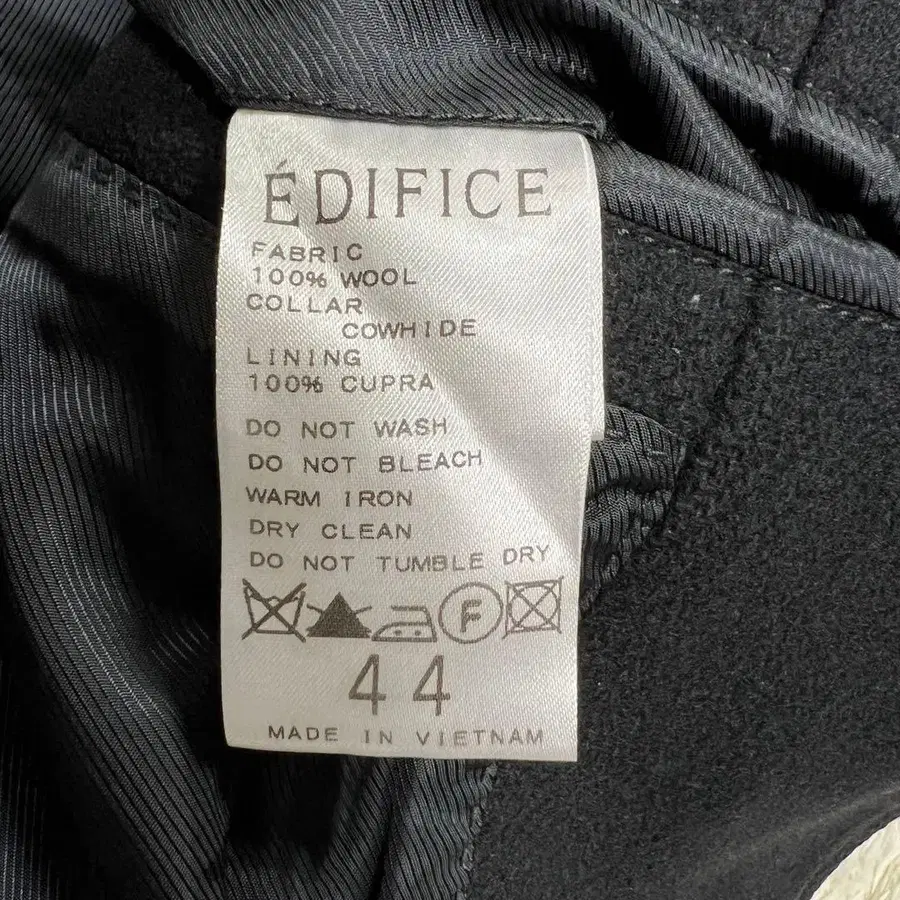 ÉDIFICE
FABRIC
100% WOOL
COLLAR
COWHIDE
LINING
100% CUPRA
DO NOT WASH
DO NOT BLEACH
WARM IRON
DRY CLEAN
DO NOT TUMBLE DRY
F
44
MADE IN VIETNAM